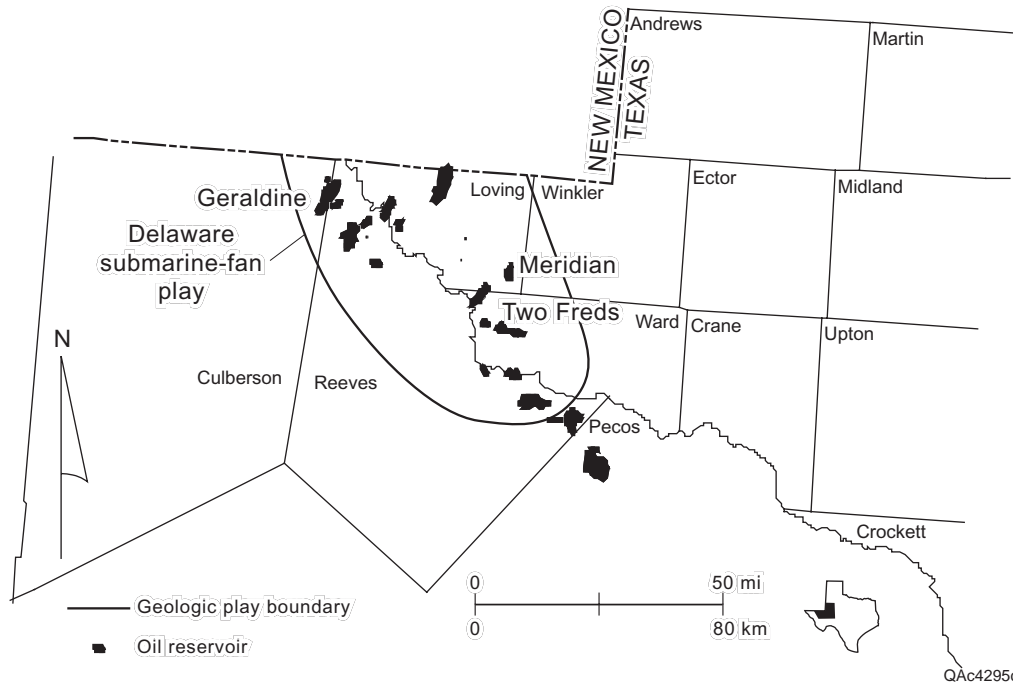 NEW MEXICO
TEXAS
Andrews
Martin
Geraldine
Loving
Winkler
Ector
Midland
Delaware
submarine-fan
play
Meridian
Two Freds
Ward
Crane
Upton
N
Culberson
Reeves
Pecos
Crockett
0
50 mi
0
80 km
Geologic play boundary
Oil reservoir